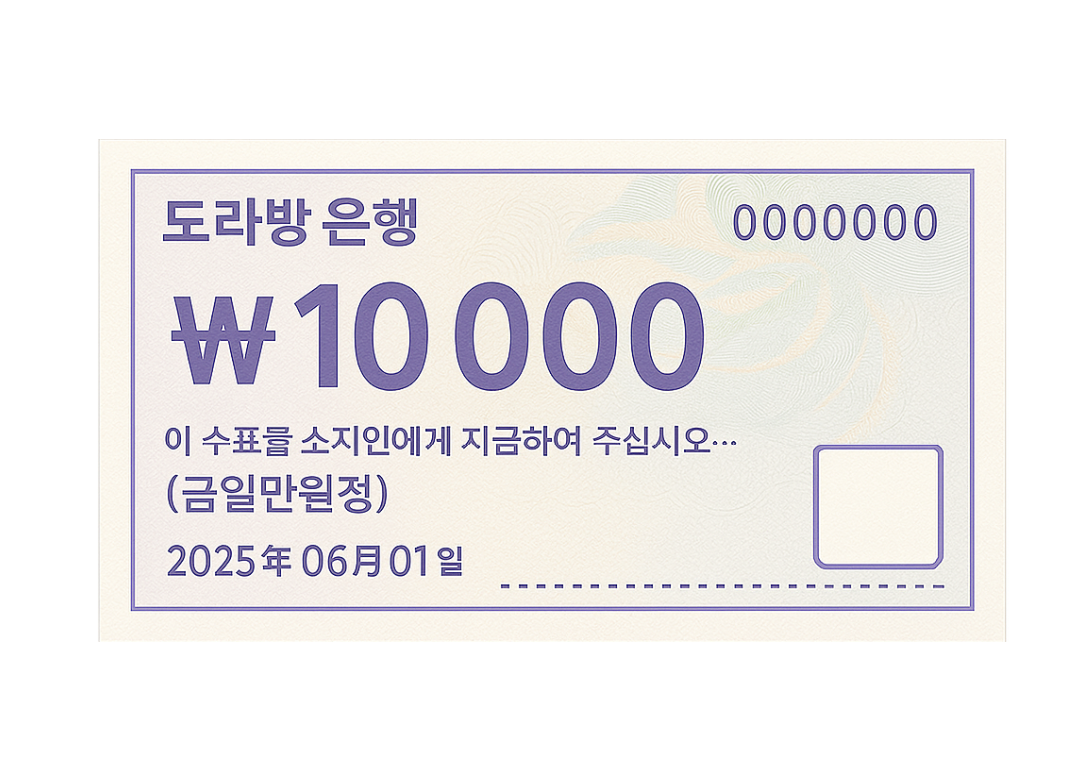 도라방 은행
0000000
₩10 000
이 수표를 소지인에게 지금하여 주십시오…
(금일만원정)
2025年 06月 01일